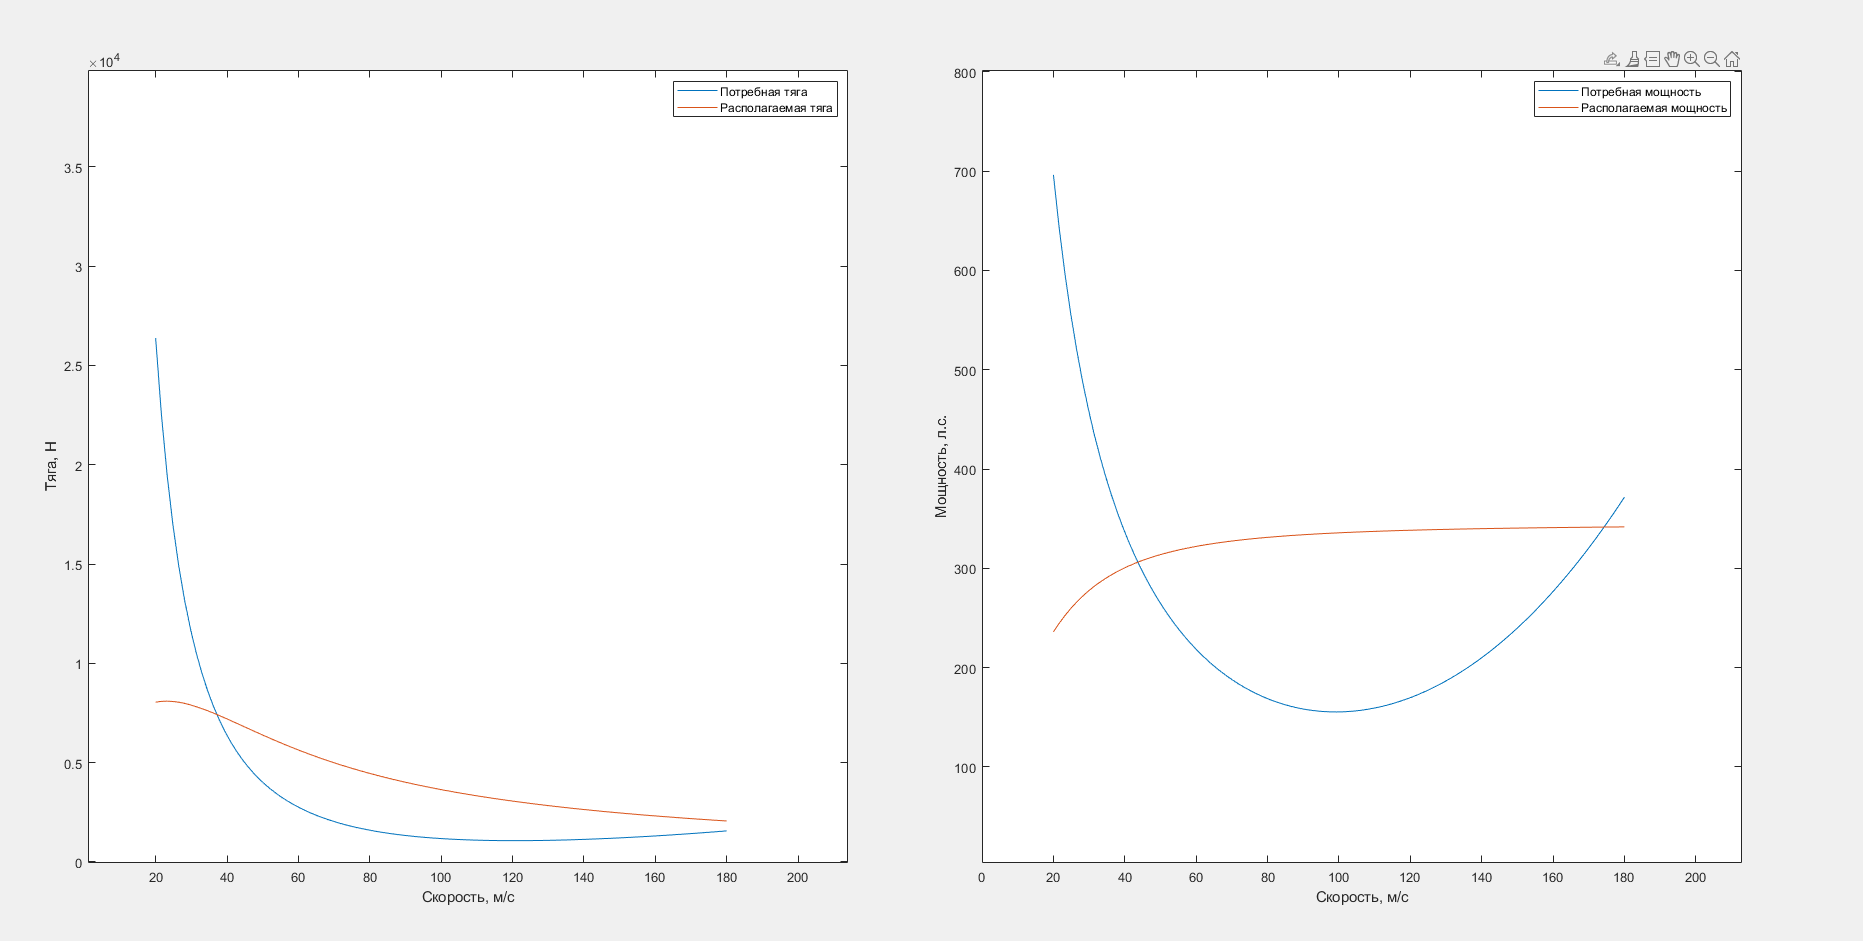 ×10⁴
Потребная тяга
Располагаемая тяга
3.5
3
2.5
2
1.5
1
0.5
0
Тяга, Н
20 40 60 80 100 120 140 160 180 200
Скорость, м/с
Потребная мощность
Располагаемая мощность
800
700
600
500
400
300
200
100
Мощность, л.с.
0 20 40 60 80 100 120 140 160 180 200
Скорость, м/с